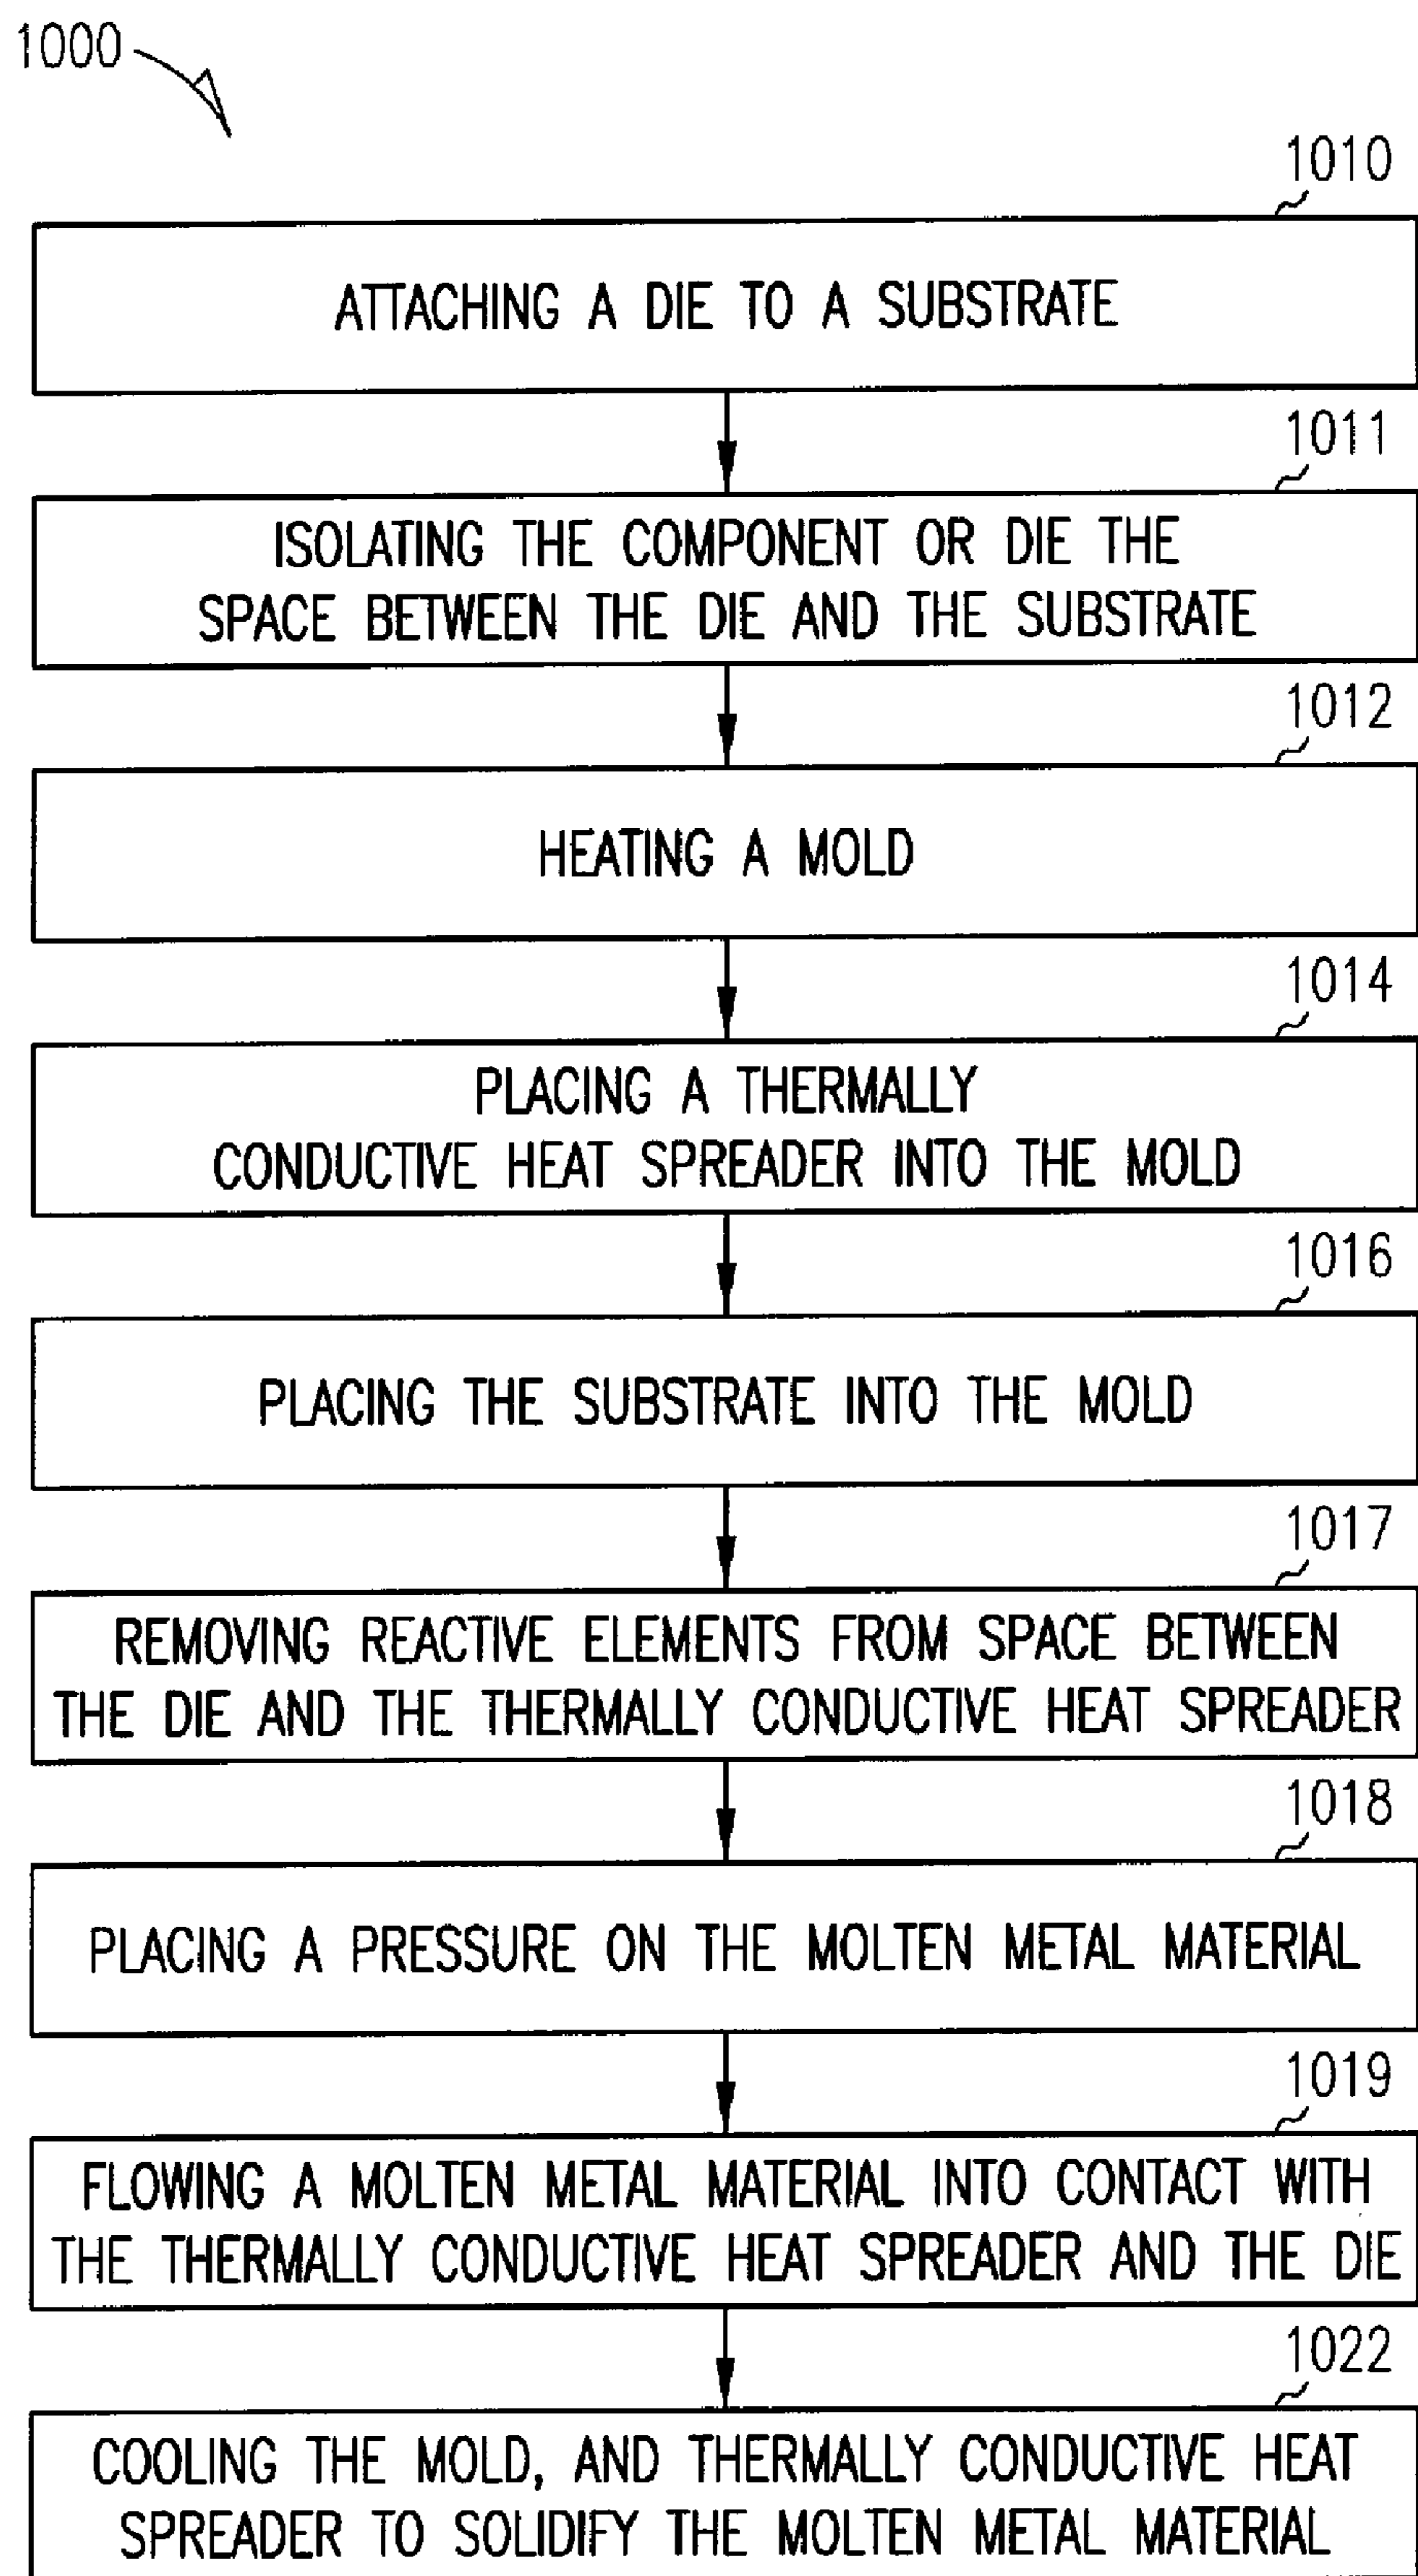 1000
1010
ATTACHING A DIE TO A SUBSTRATE
1011
ISOLATING THE COMPONENT OR DIE THE
SPACE BETWEEN THE DIE AND THE SUBSTRATE
1012
HEATING A MOLD
1014
PLACING A THERMALLY
CONDUCTIVE HEAT SPREADER INTO THE MOLD
1016
PLACING THE SUBSTRATE INTO THE MOLD
1017
REMOVING REACTIVE ELEMENTS FROM SPACE BETWEEN
THE DIE AND THE THERMALLY CONDUCTIVE HEAT SPREADER
1018
PLACING A PRESSURE ON THE MOLTEN METAL MATERIAL
1019
FLOWING A MOLTEN METAL MATERIAL INTO CONTACT WITH
THE THERMALLY CONDUCTIVE HEAT SPREADER AND THE DIE
1022
COOLING THE MOLD, AND THERMALLY CONDUCTIVE HEAT
SPREADER TO SOLIDIFY THE MOLTEN METAL MATERIAL